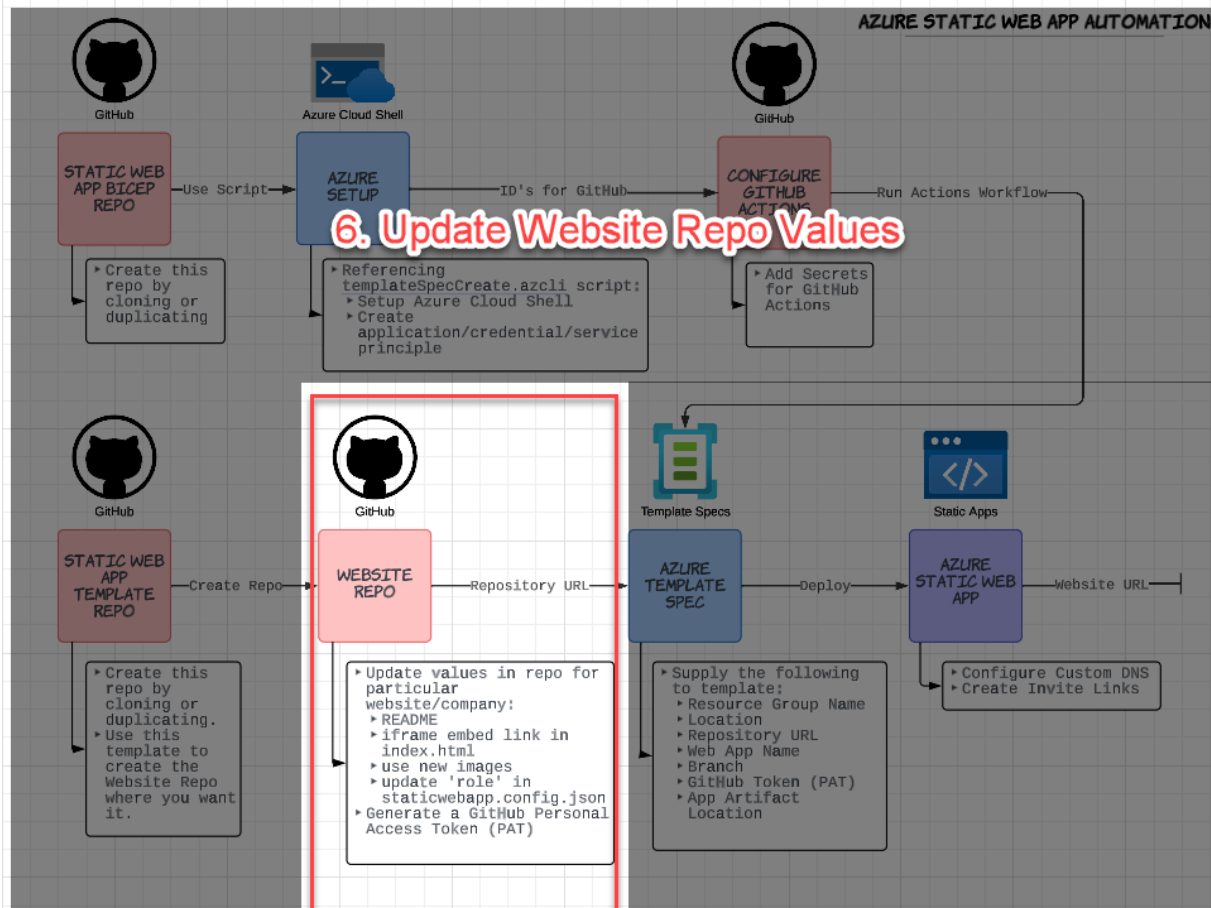 AZURE STATIC WEB APP AUTOMATION
GitHub
Azure Cloud Shell
GitHub
STATIC WEB
APP BICEP
REPO
Use Script
AZURE
SETUP
ID's for GitHub
CONFIGURE
GITHUB
ACTIONS
Run Actions Workflow
6. Update Website Repo Values
Create this
repo by
cloning or
duplicating
Referencing
templateSpecCreate.azcli script:
Setup Azure Cloud Shell
Create
application/credential/service
principle
Add Secrets
for GitHub
Actions
GitHub
GitHub
Template Specs
Static Apps
STATIC WEB
APP
TEMPLATE
REPO
Create Repo
WEBSITE
REPO
Repository URL
AZURE
TEMPLATE
SPEC
Deploy
AZURE
STATIC WEB
APP
Website URL
Create this
repo by
cloning or
duplicating.
Use this
template to
create the
Website Repo
where you want
it.
Update values in repo for
particular
website/company:
README
iframe embed link in
index.html
use new images
update 'role' in
staticwebapp.config.json
Generate a GitHub Personal
Access Token (PAT)
Supply the following
to template:
Resource Group Name
Location
Repository URL
Web App Name
Branch
GitHub Token (PAT)
App Artifact
Location
Configure Custom DNS
Create Invite Links